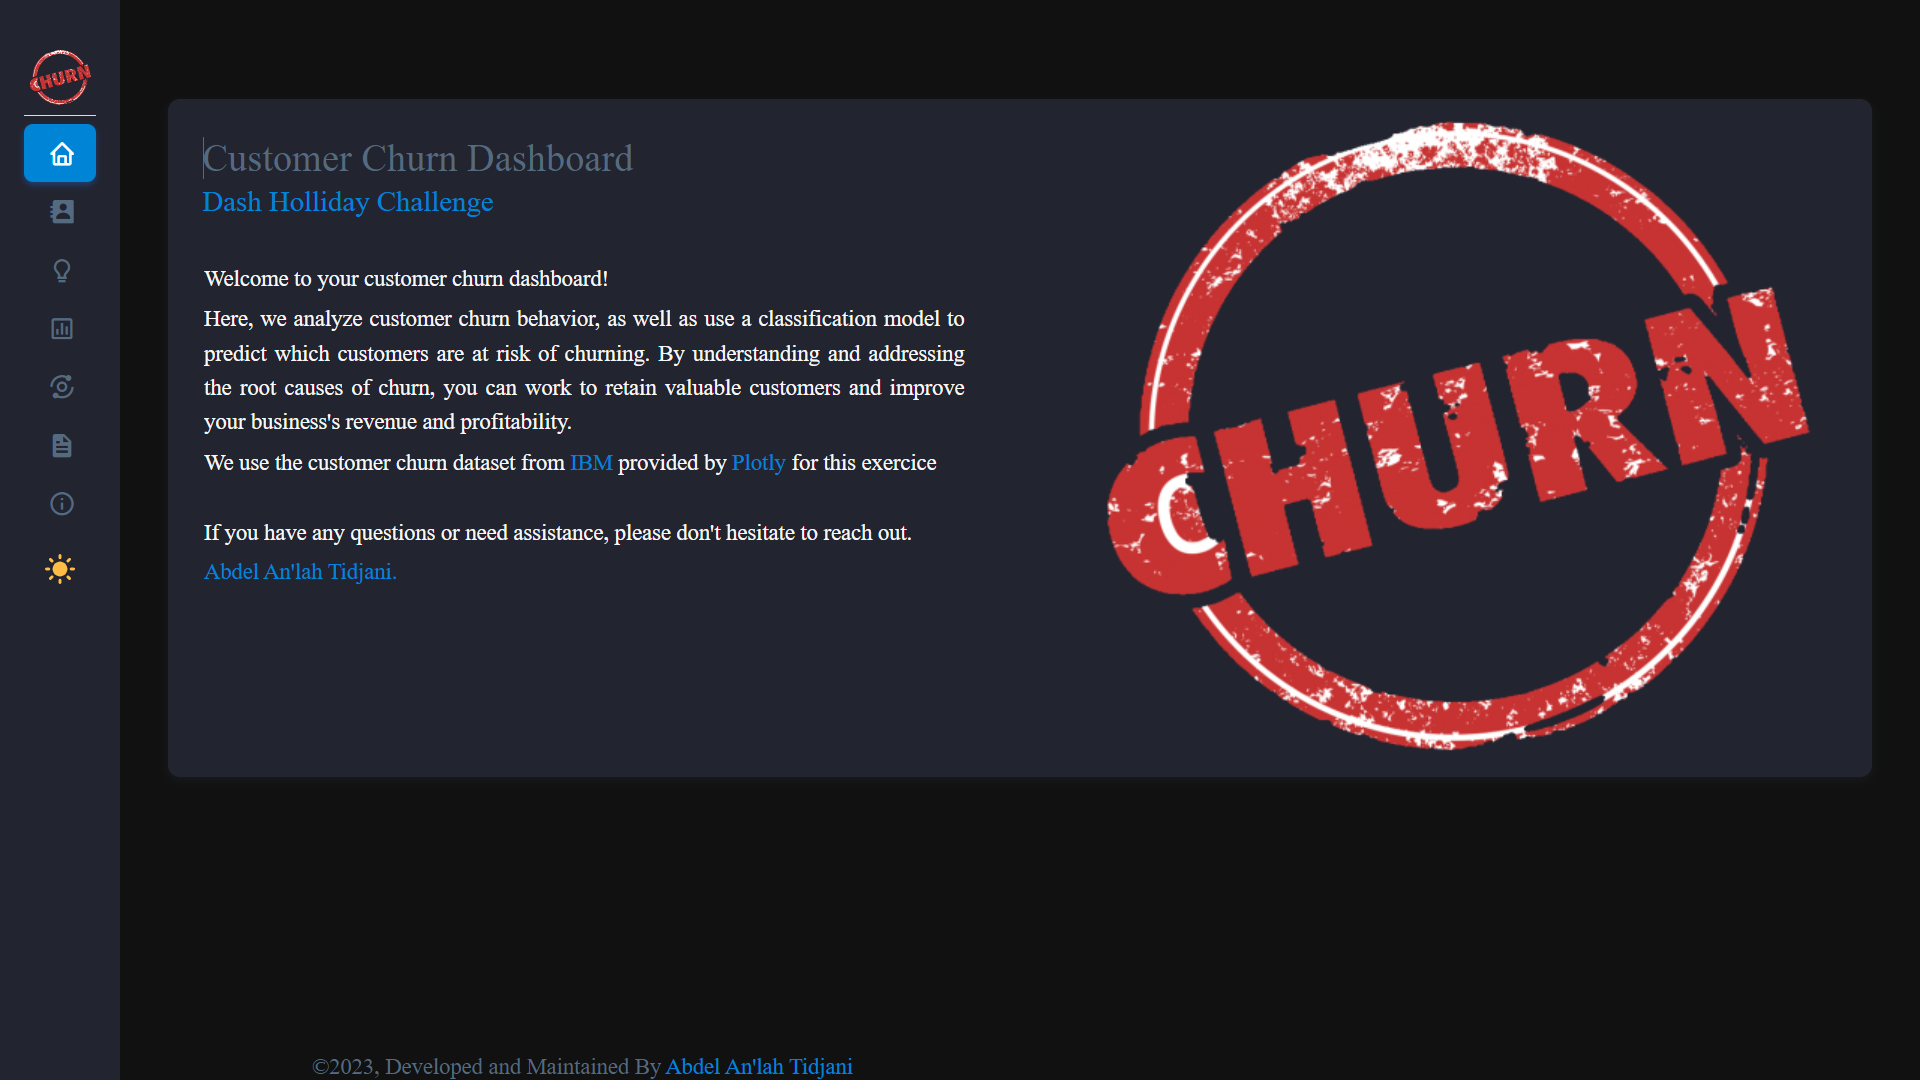 CHURN
Customer Churn Dashboard
Dash Holliday Challenge
Welcome to your customer churn dashboard!
Here, we analyze customer churn behavior, as well as use a classification model to
predict which customers are at risk of churning. By understanding and addressing
the root causes of churn, you can work to retain valuable customers and improve
your business's revenue and profitability.
We use the customer churn dataset from IBM provided by Plotly for this exercice
If you have any questions or need assistance, please don't hesitate to reach out.
Abdel An'lah Tidjani.
CHURN
©2023, Developed and Maintained By Abdel An'lah Tidjani